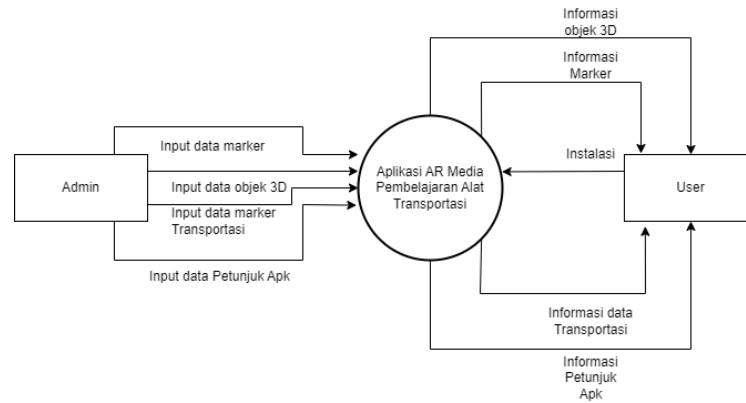 Informasi
objek 3D
Informasi
Marker
Input data marker
Instalasi
Admin
Aplikasi AR Media
Pembelajaran Alat
Transportasi
User
Input data objek 3D
Input data marker
Transportasi
Input data Petunjuk Apk
Informasi data
Transportasi
Informasi
Petunjuk
Apk